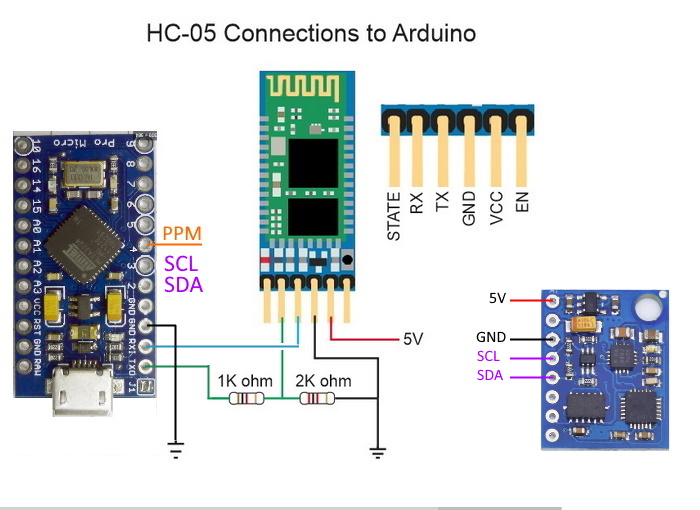 HC-05 Connections to Arduino
Pro Micro
10
16
14
15
A0
A1
A2
A3
VCC
RST
GND
RAW
9
8
7
6
5
4
3
2
GND
GND
RX1
TX0
J1
PPM
SCL
SDA
STATE
RX
TX
GND
VCC
EN
5V
1K ohm
2K ohm
5V
GND
SCL
SDA